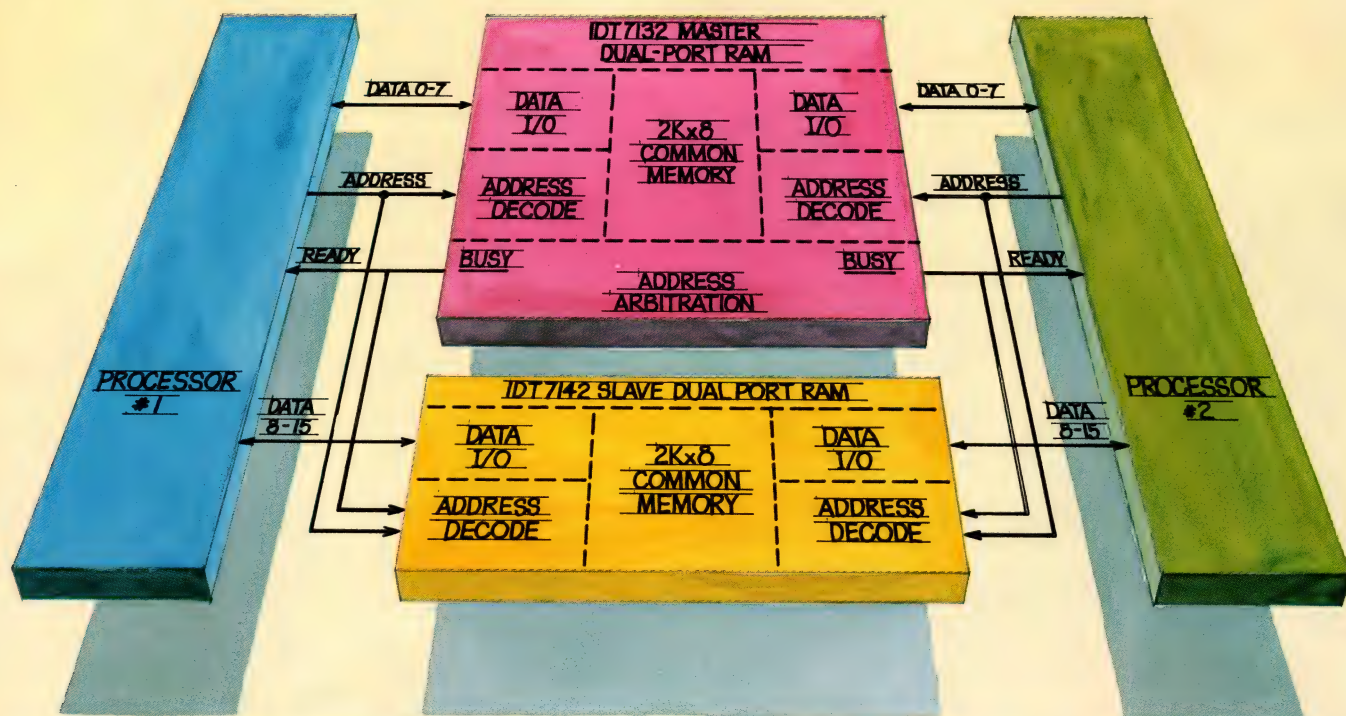 IDT 7132 MASTER
DUAL-PORT RAM
DATA 0-7
DATA
I/O
2Kx8
COMMON
MEMORY
DATA
I/O
DATA 0-7
ADDRESS
ADDRESS
DECODE
ADDRESS
DECODE
ADDRESS
READY
BUSY
BUSY
READY
ADDRESS
ARBITRATION
PROCESSOR
#1
PROCESSOR
#2
IDT 7142 SLAVE DUAL PORT RAM
DATA
8-15
DATA
I/O
2Kx8
COMMON
MEMORY
DATA
I/O
DATA
8-15
ADDRESS
DECODE
ADDRESS
DECODE